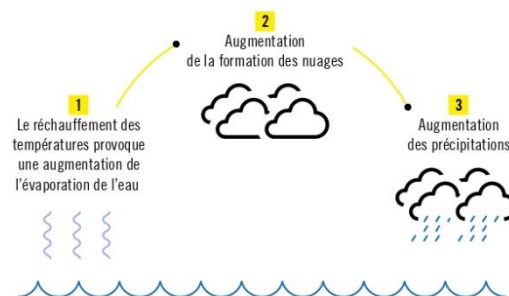 1
Le réchauffement des
températures provoque
une augmentation de
l'évaporation de l'eau
2
Augmentation
de la formation des nuages
3
Augmentation
des précipitations